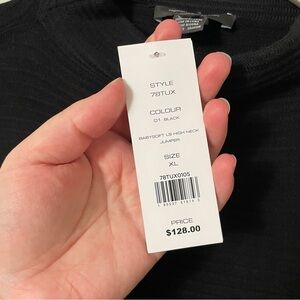 STYLE
78TUX
COLOUR
01 BLACK
BABYSOFT LS HIGH NECK
JUMPER
SIZE
XL
78TUX0105
PRICE
$128.00